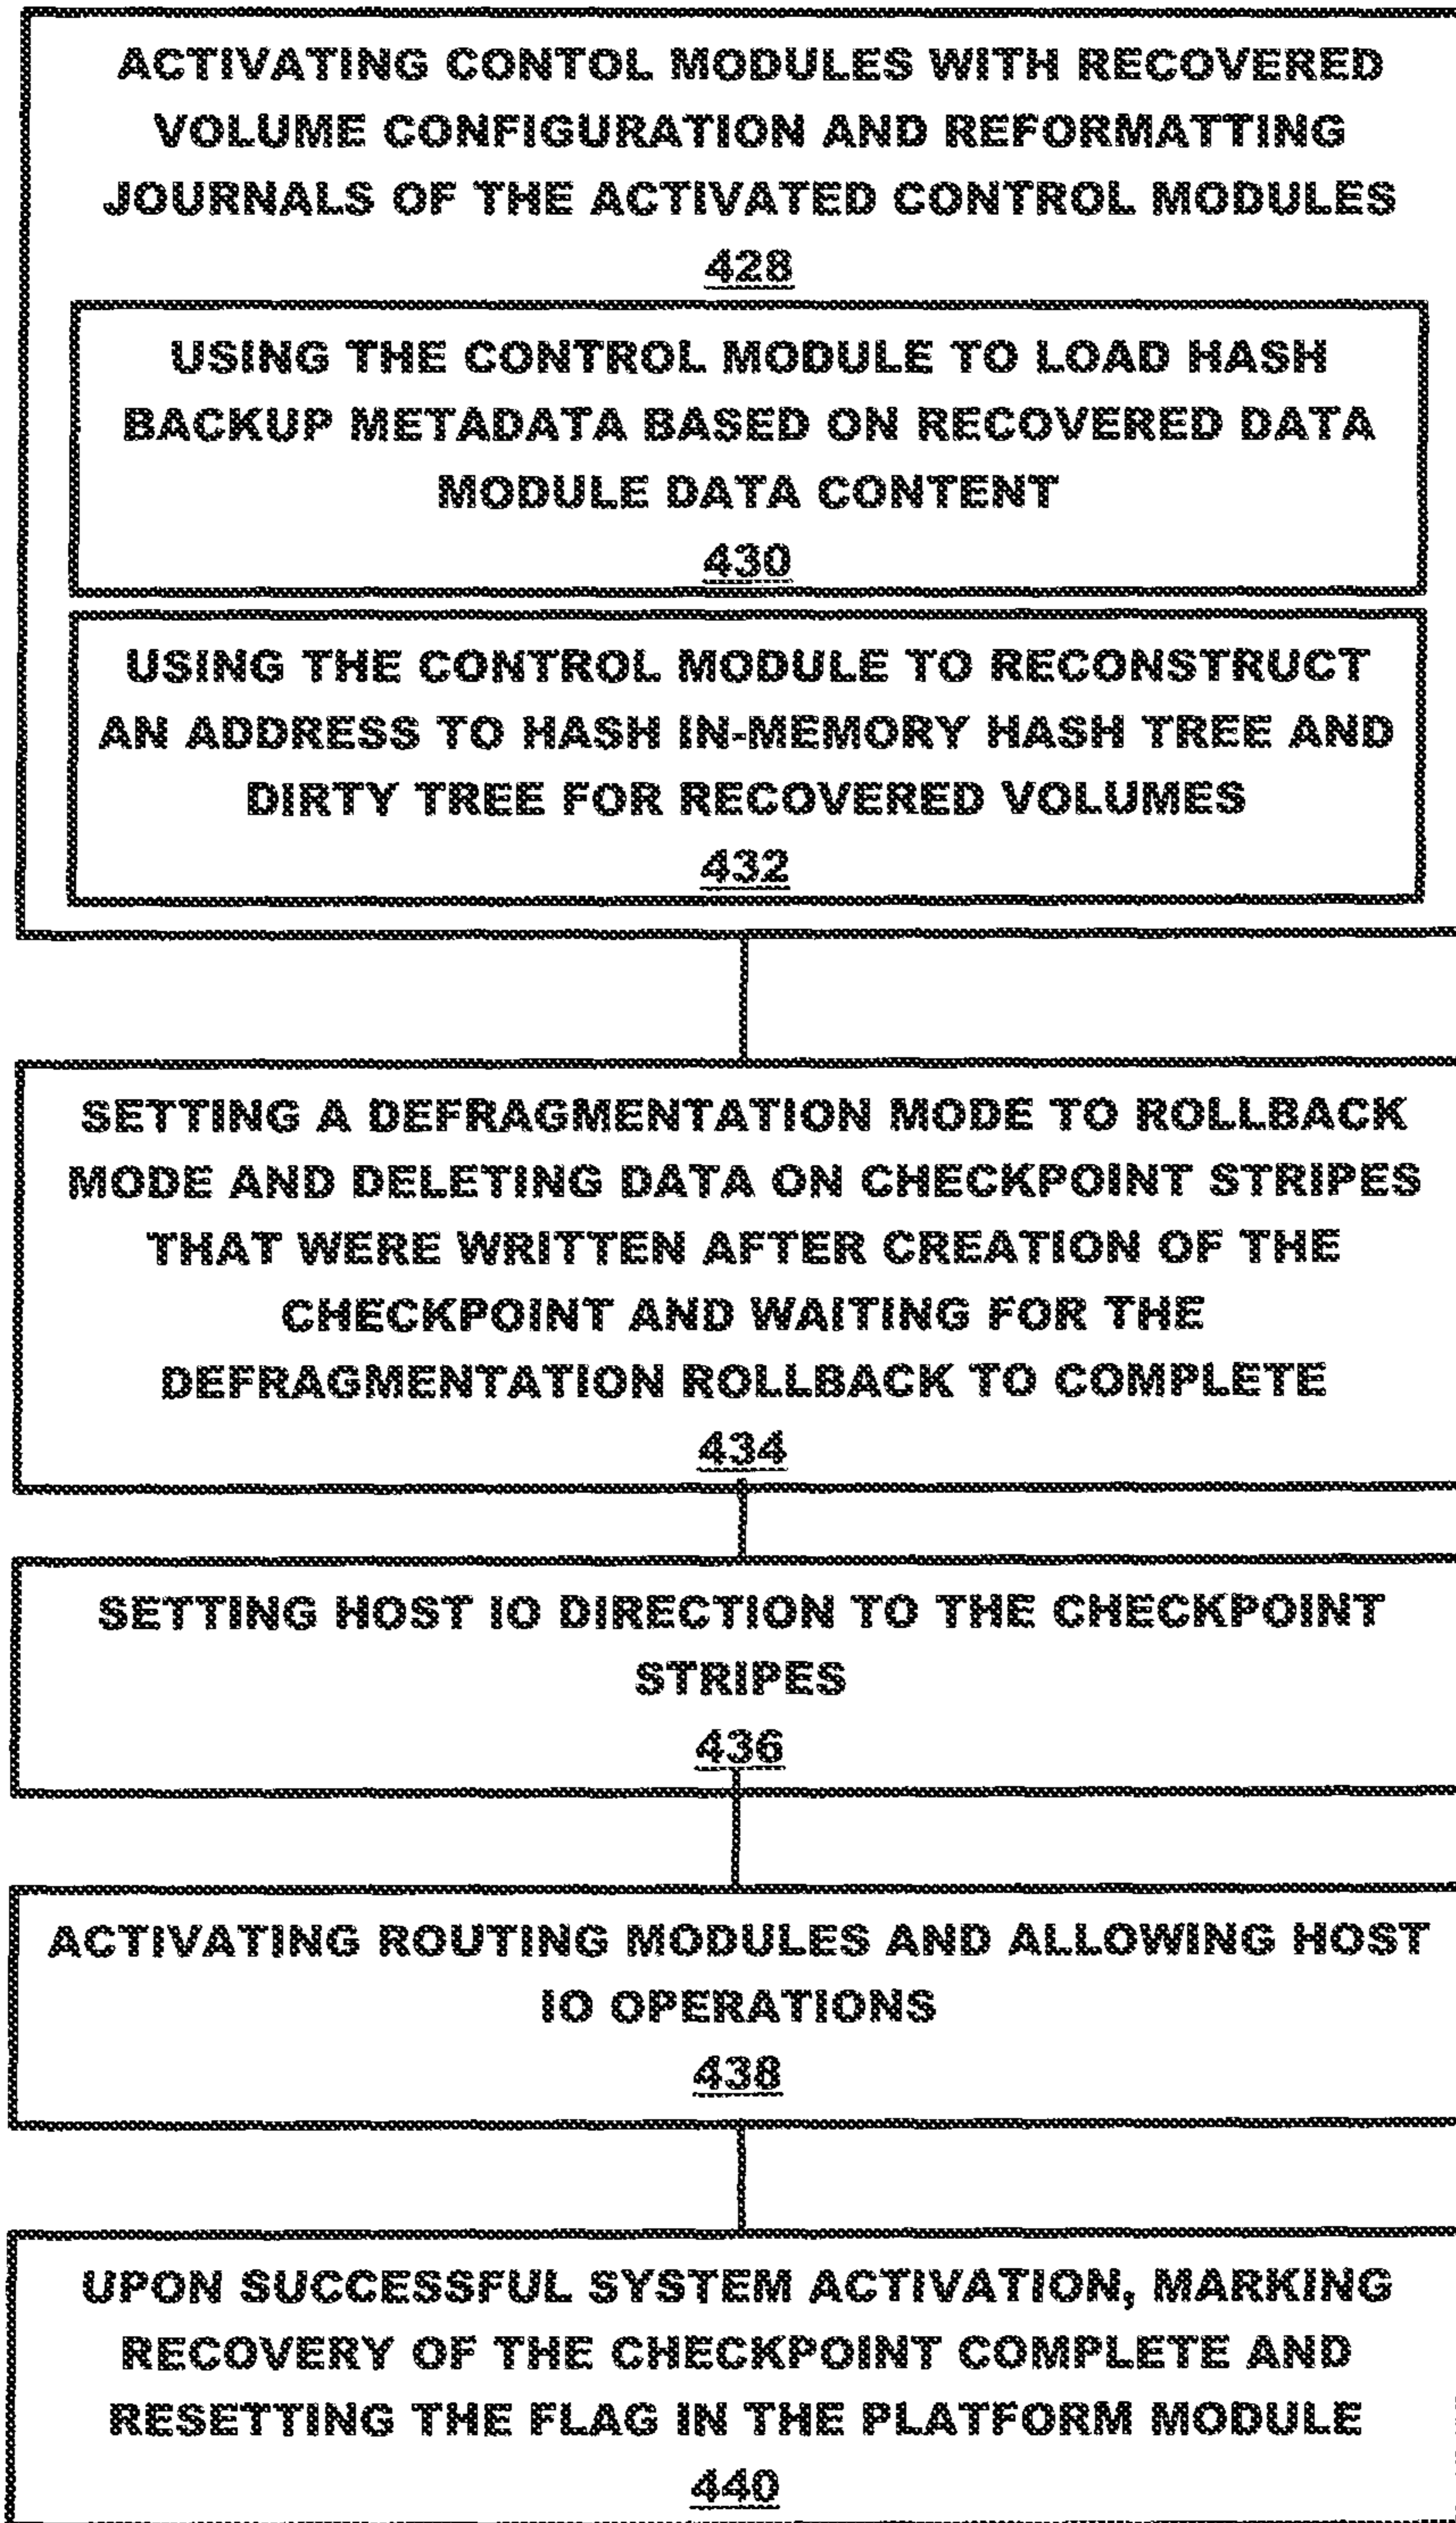 ACTIVATING CONTOL MODULES WITH RECOVERED
VOLUME CONFIGURATION AND REFORMATTING
JOURNALS OF THE ACTIVATED CONTROL MODULES
428
USING THE CONTROL MODULE TO LOAD HASH
BACKUP METADATA BASED ON RECOVERED DATA
MODULE DATA CONTENT
430
USING THE CONTROL MODULE TO RECONSTRUCT
AN ADDRESS TO HASH IN-MEMORY HASH TREE AND
DIRTY TREE FOR RECOVERED VOLUMES
432
SETTING A DEFRAGMENTATION MODE TO ROLLBACK
MODE AND DELETING DATA ON CHECKPOINT STRIPES
THAT WERE WRITTEN AFTER CREATION OF THE
CHECKPOINT AND WAITING FOR THE
DEFRAGMENTATION ROLLBACK TO COMPLETE
434
SETTING HOST IO DIRECTION TO THE CHECKPOINT
STRIPES
436
ACTIVATING ROUTING MODULES AND ALLOWING HOST
IO OPERATIONS
438
UPON SUCCESSFUL SYSTEM ACTIVATION, MARKING
RECOVERY OF THE CHECKPOINT COMPLETE AND
RESETTING THE FLAG IN THE PLATFORM MODULE
440